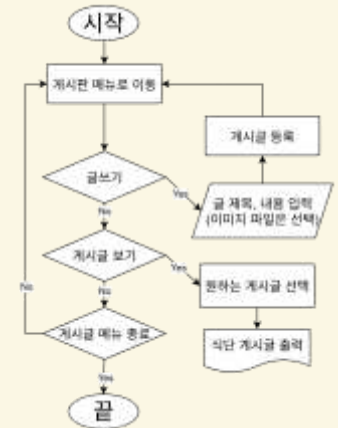 시작
게시판 메뉴로 이동
게시글 등록
글쓰기
Yes
글 제목, 내용 입력
(이미지 파일은 선택)
No
게시글 보기
Yes
원하는 게시글 선택
No
No
게시글 메뉴 종료
식단 게시글 출력
Yes
끝